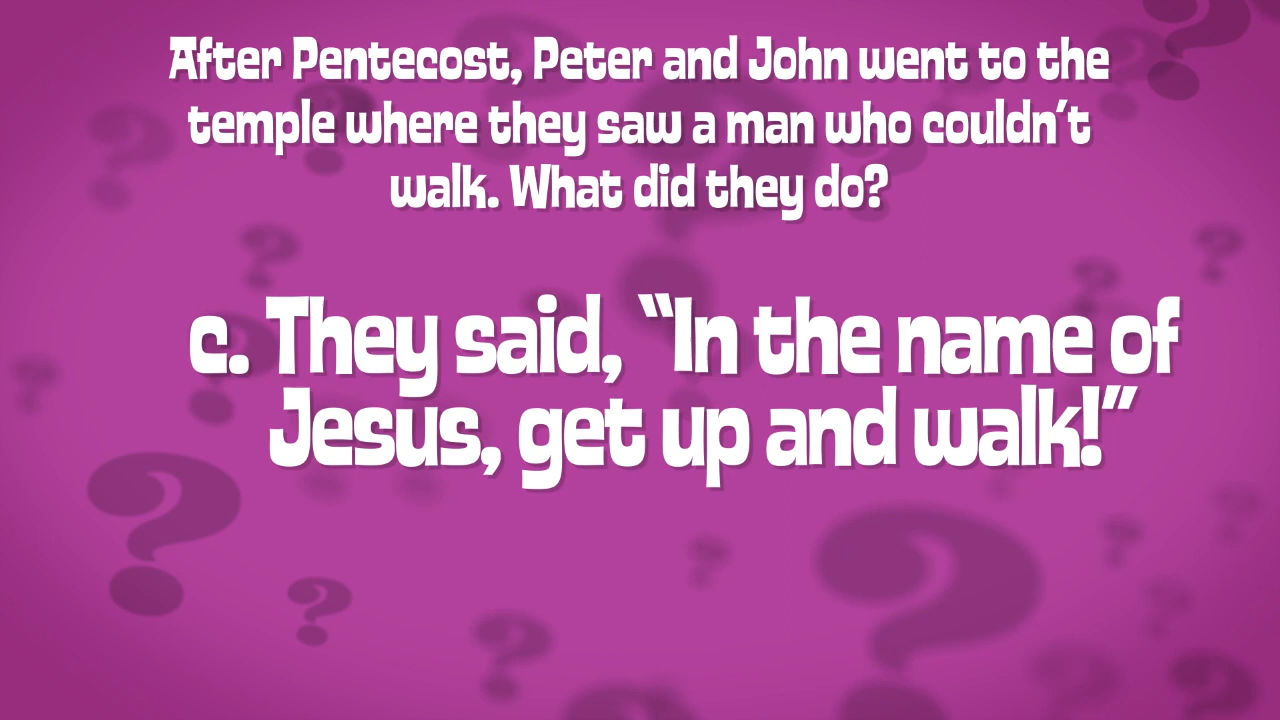 After Pentecost, Peter and John went to the
temple where they saw a man who couldn't
walk. What did they do?
c. They said, “In the name of
Jesus, get up and walk!”